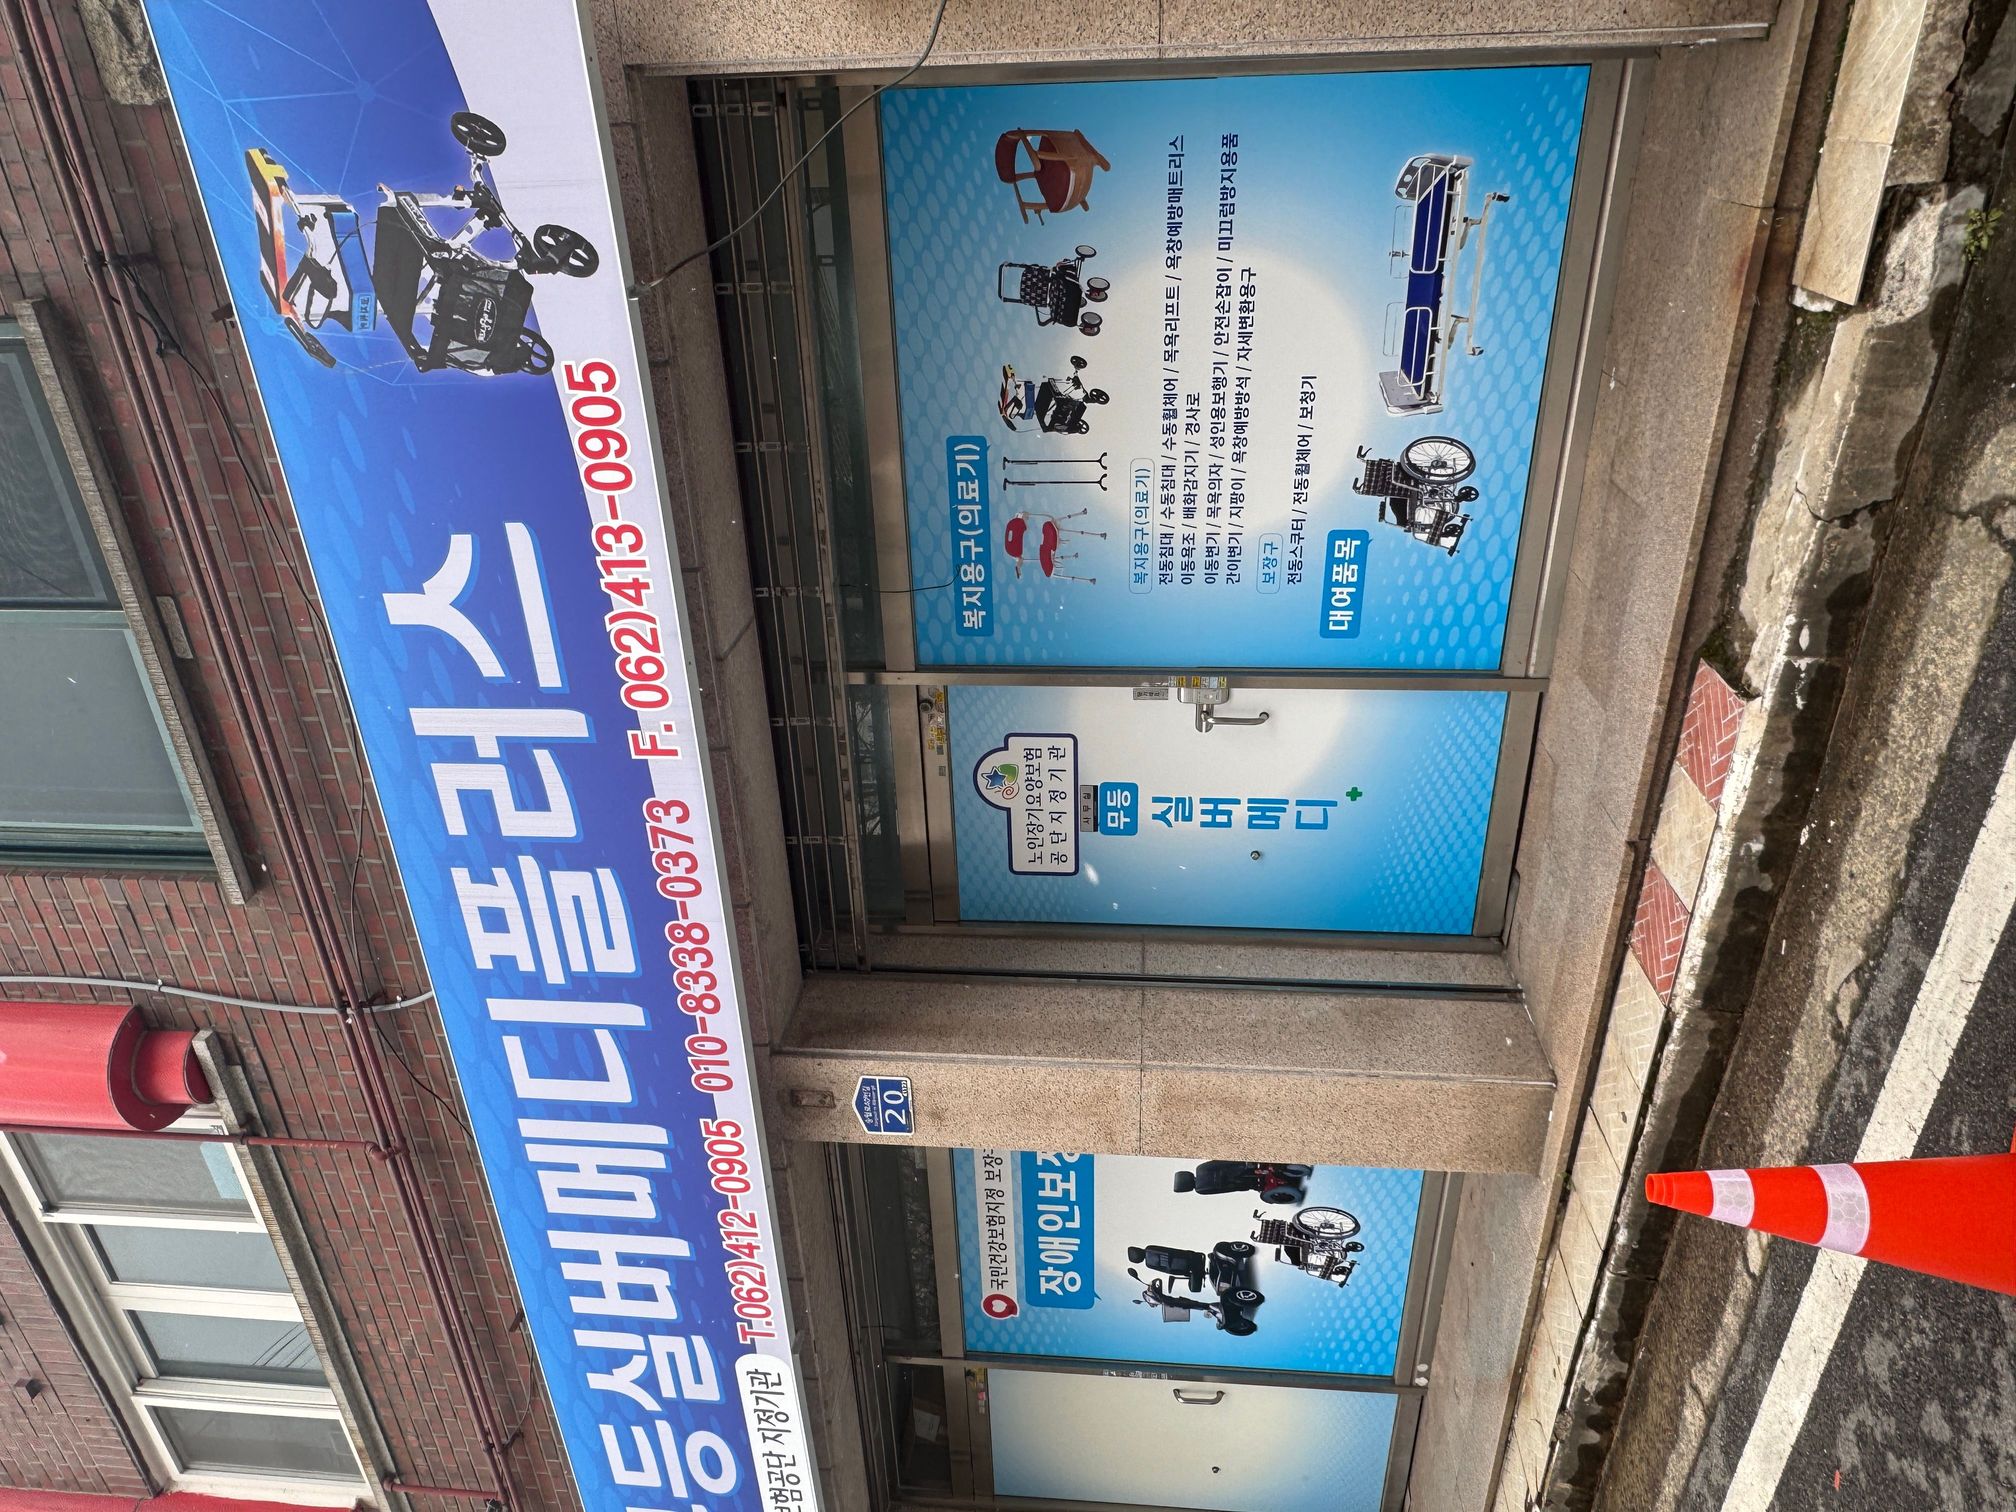 등실버메디플러스
보험공단 지정기관 T.062)412-0905 010-8338-0373 F. 062)413-0905
국민건강보험지정 보장
장애인보장
20
노인장기요양보험
공단지정기관
사무실
무등
실
버
메
디
복지용구(의료기)
복지용구(의료기)
전동침대 / 수동침대 / 수동휠체어 / 목욕리프트 / 욕창예방매트리스
이동욕조 / 배회감지기 / 경사로
이동변기 / 목욕의자 / 성인용보행기 / 안전손잡이 / 미끄럼방지용품
간이변기 / 지팡이 / 욕창예방방석 / 자세변환용구
보장구
전동스쿠터 / 전동휠체어 / 보청기
대여품목